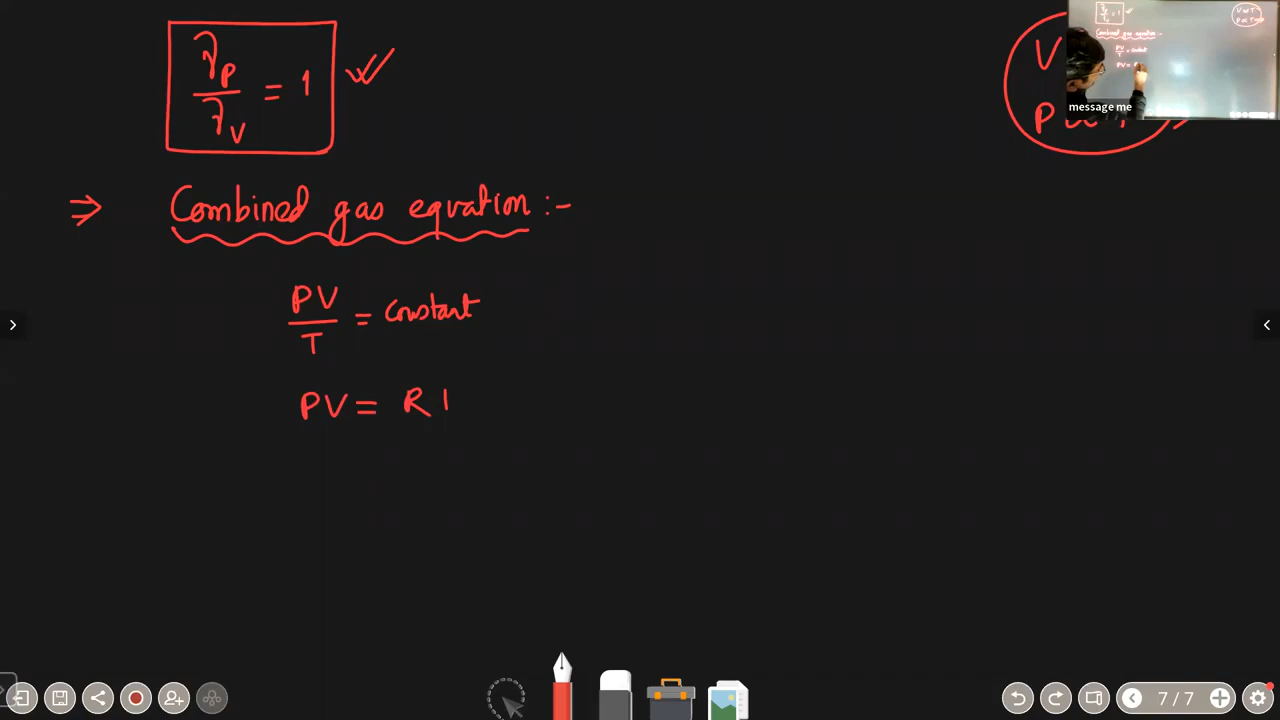 γP/γV = 1
⇒ Combined gas equation :-
PV/T = constant
PV = R
V
P ∝
message me
7/7